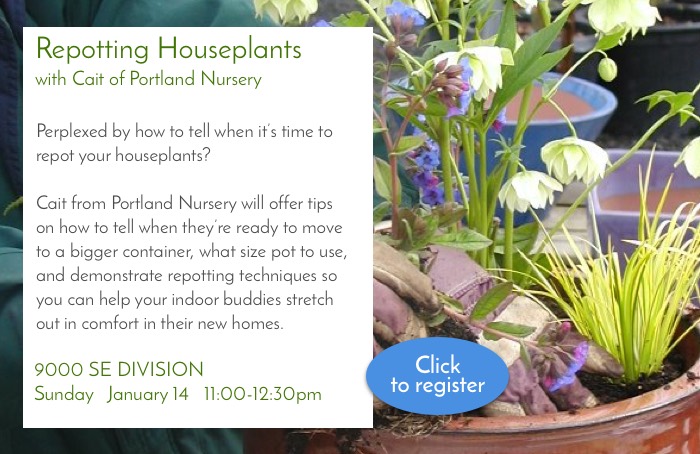 Repotting Houseplants
with Cait of Portland Nursery
Perplexed by how to tell when it's time to
repot your houseplants?
Cait from Portland Nursery will offer tips
on how to tell when they're ready to move
to a bigger container, what size pot to use,
and demonstrate repotting techniques so
you can help your indoor buddies stretch
out in comfort in their new homes.
9000 SE DIVISION
Sunday January 14 11:00-12:30pm
Click
to register